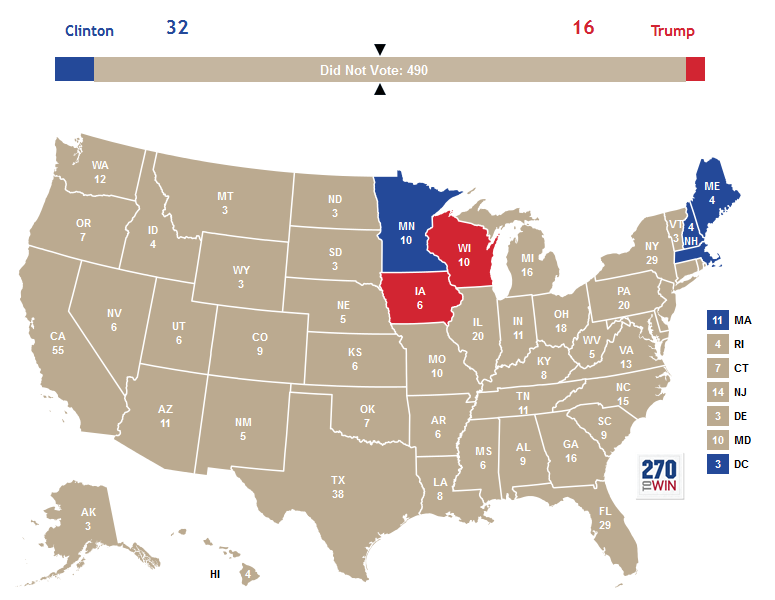 Clinton 32 16 Trump
Did Not Vote: 490
WA
12
OR
7
CA
55
ID
4
NV
6
MT
3
WY
3
UT
6
AZ
11
CO
9
NM
5
ND
3
SD
3
NE
5
KS
6
OK
7
TX
38
MN
10
IA
6
MO
10
AR
6
LA
8
WI
10
IL
20
MI
16
IN
11
OH
18
KY
8
TN
11
MS
6
AL
9
GA
16
FL
29
SC
9
NC
15
VA
13
WV
5
PA
20
NY
29
VT
3
4
NH
ME
4
11 MA
4 RI
7 CT
14 NJ
3 DE
10 MD
3 DC
270
TO WIN
AK
3
HI 4